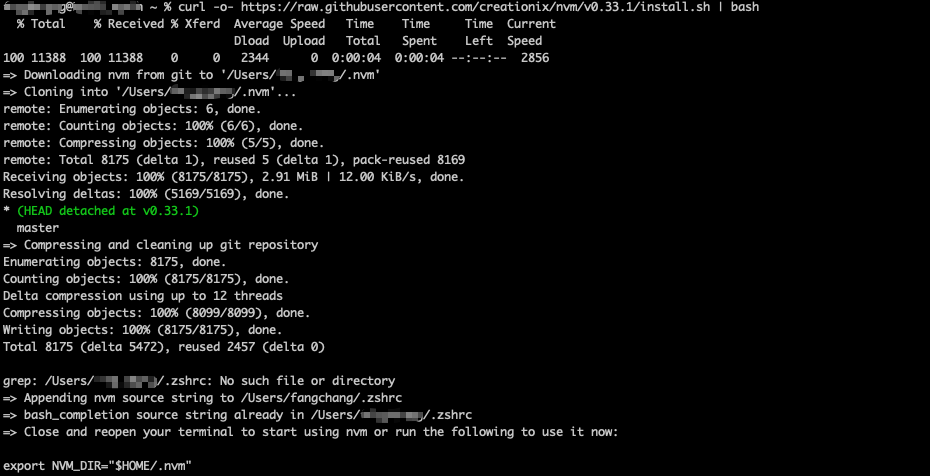 ~ % curl -o- https://raw.githubusercontent.com/creationix/nvm/v0.33.1/install.sh | bash
% Total % Received % Xferd Average Speed Time Time Time Current
Dload Upload Total Spent Left Speed
100 11388 100 11388 0 0 2344 0 0:00:04 0:00:04 --:--:-- 2856
=> Downloading nvm from git to '/Users/ /.nvm'
=> Cloning into '/Users/ /.nvm'...
remote: Enumerating objects: 6, done.
remote: Counting objects: 100% (6/6), done.
remote: Compressing objects: 100% (5/5), done.
remote: Total 8175 (delta 1), reused 5 (delta 1), pack-reused 8169
Receiving objects: 100% (8175/8175), 2.91 MiB | 12.00 KiB/s, done.
Resolving deltas: 100% (5169/5169), done.
* (HEAD detached at v0.33.1)
master
=> Compressing and cleaning up git repository
Enumerating objects: 8175, done.
Counting objects: 100% (8175/8175), done.
Delta compression using up to 12 threads
Compressing objects: 100% (8099/8099), done.
Writing objects: 100% (8175/8175), done.
Total 8175 (delta 5472), reused 2457 (delta 0)
grep: /Users/ /.zshrc: No such file or directory
=> Appending nvm source string to /Users/fangchang/.zshrc
=> bash_completion source string already in /Users/ /.zshrc
=> Close and reopen your terminal to start using nvm or run the following to use it now:
export NVM_DIR="$HOME/.nvm"